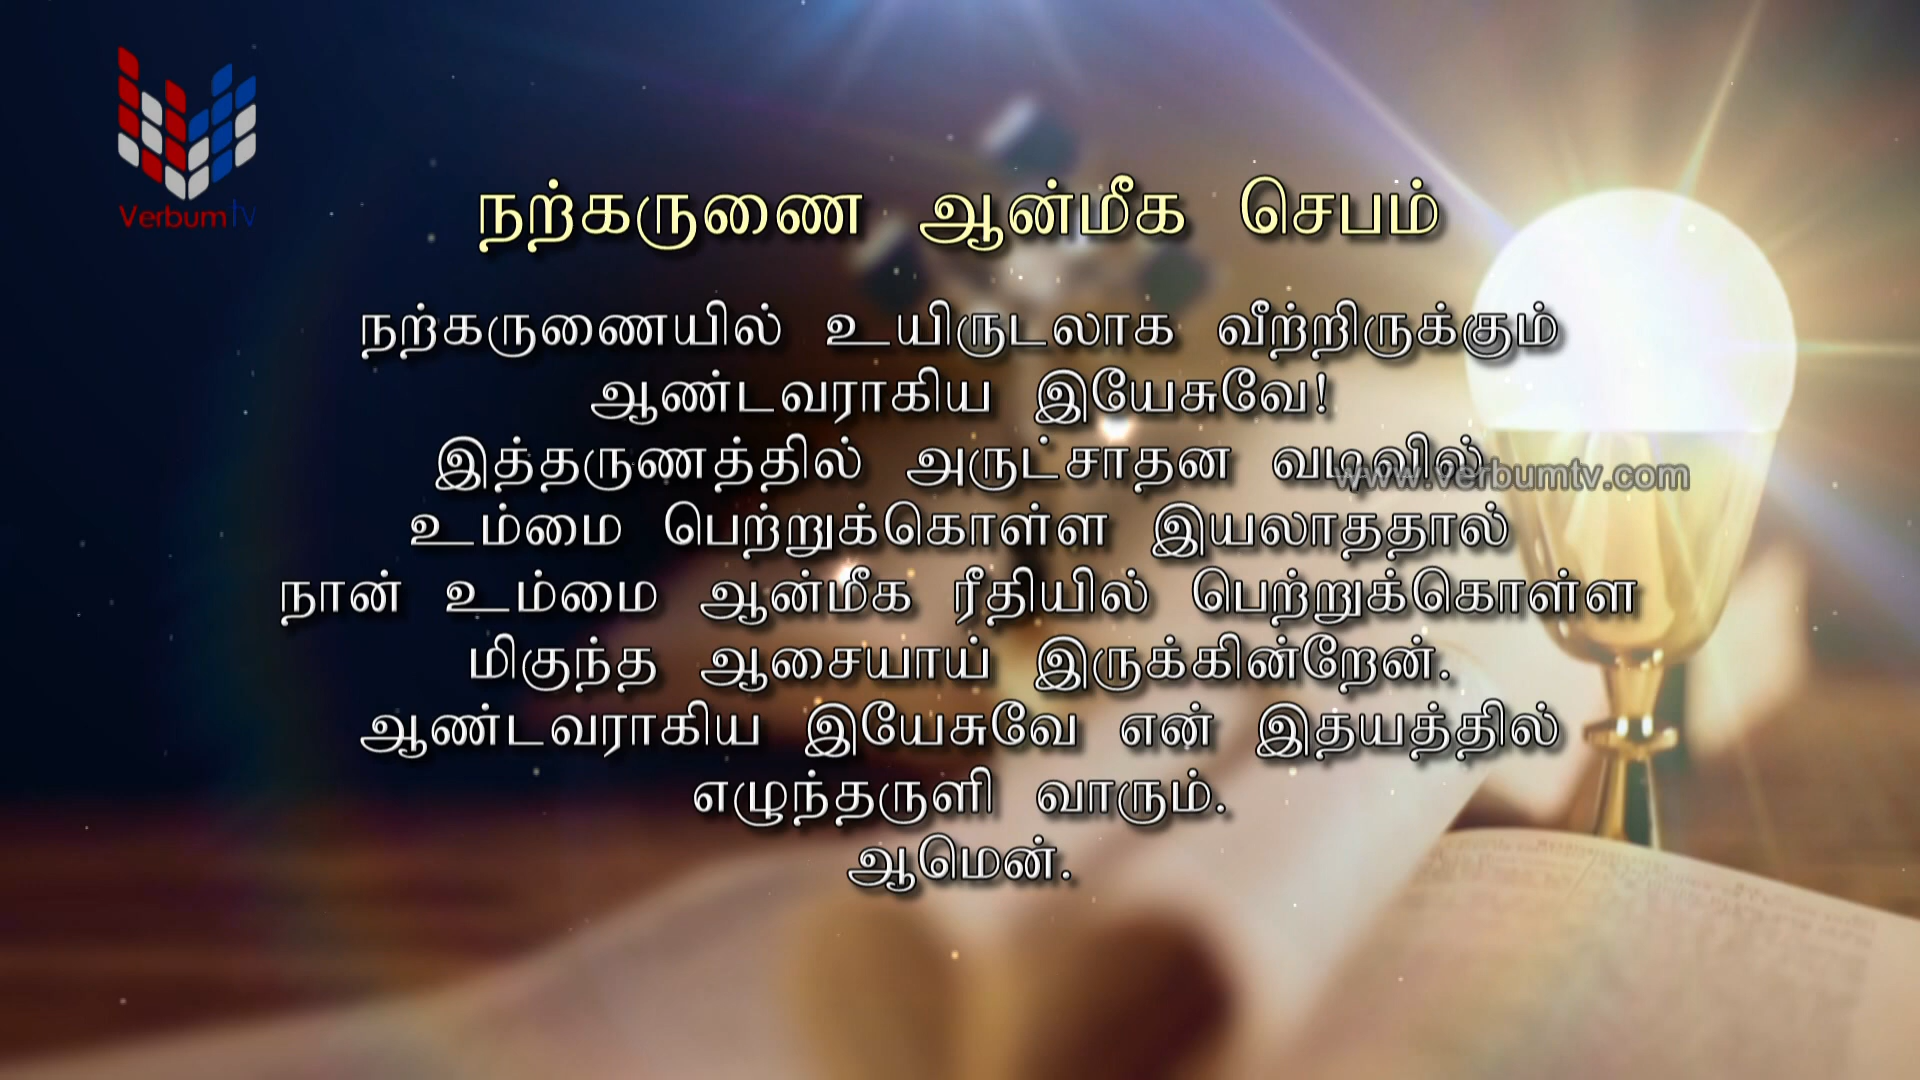 Verbum TV
நற்கருணை ஆன்மீக செபம்
நற்கருணையில் உயிருடலாக வீற்றிருக்கும்
ஆண்டவராகிய இயேசுவே!
இத்தருணத்தில் அருட்சாதன வடிவில்
www.verbumtv.com
உம்மை பெற்றுக்கொள்ள இயலாததால்
நான் உம்மை ஆன்மீக ரீதியில் பெற்றுக்கொள்ள
மிகுந்த ஆசையாய் இருக்கின்றேன்.
ஆண்டவராகிய இயேசுவே என் இதயத்தில்
எழுந்தருளி வாரும்.
ஆமென்.